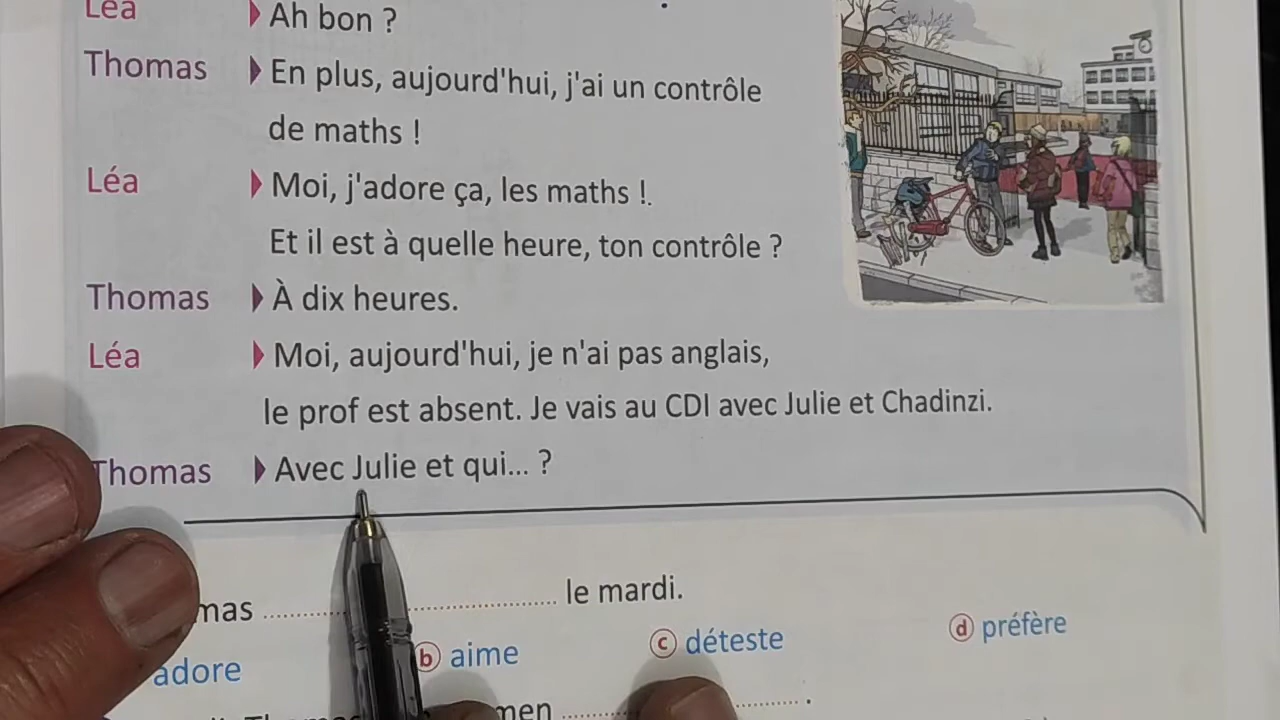 Léa Ah bon ?
Thomas En plus, aujourd'hui, j'ai un contrôle
de maths !
Léa Moi, j'adore ça, les maths !.
Et il est à quelle heure, ton contrôle ?
Thomas À dix heures.
Léa Moi, aujourd'hui, je n'ai pas anglais,
le prof est absent. Je vais au CDI avec Julie et Chadinzi.
Thomas Avec Julie et qui... ?
mas .............................. le mardi.
adore b aime c déteste d préfère